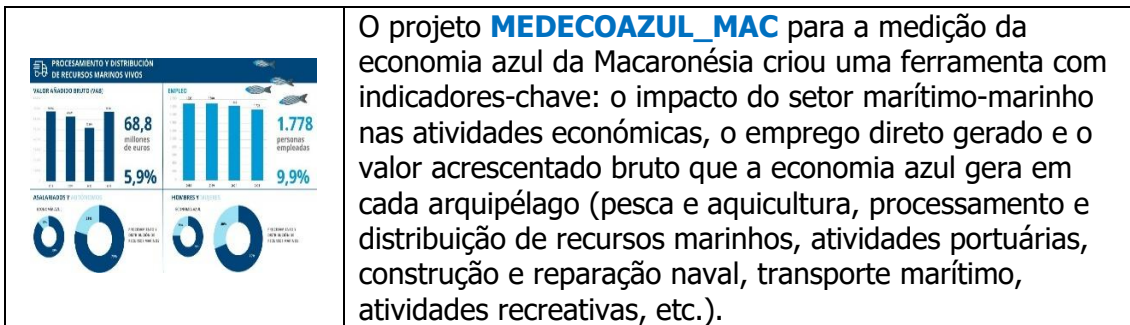 PROCESAMIENTO Y DISTRIBUCIÓN
DE RECURSOS MARINOS VIVOS
VALOR AÑADIDO BRUTO (VAB)
68,8
millones
de euros
5,9%
EMPLEO
1.778
personas
empleadas
9,9%
ASALARIADOS Y
HOMBRES Y
O projeto MEDECOAZUL_MAC para a medição da
economia azul da Macaronésia criou uma ferramenta com
indicadores-chave: o impacto do setor marítimo-marinho
nas atividades económicas, o emprego direto gerado e o
valor acrescentado bruto que a economia azul gera em
cada arquipélago (pesca e aquicultura, processamento e
distribuição de recursos marinhos, atividades portuárias,
construção e reparação naval, transporte marítimo,
atividades recreativas, etc.).